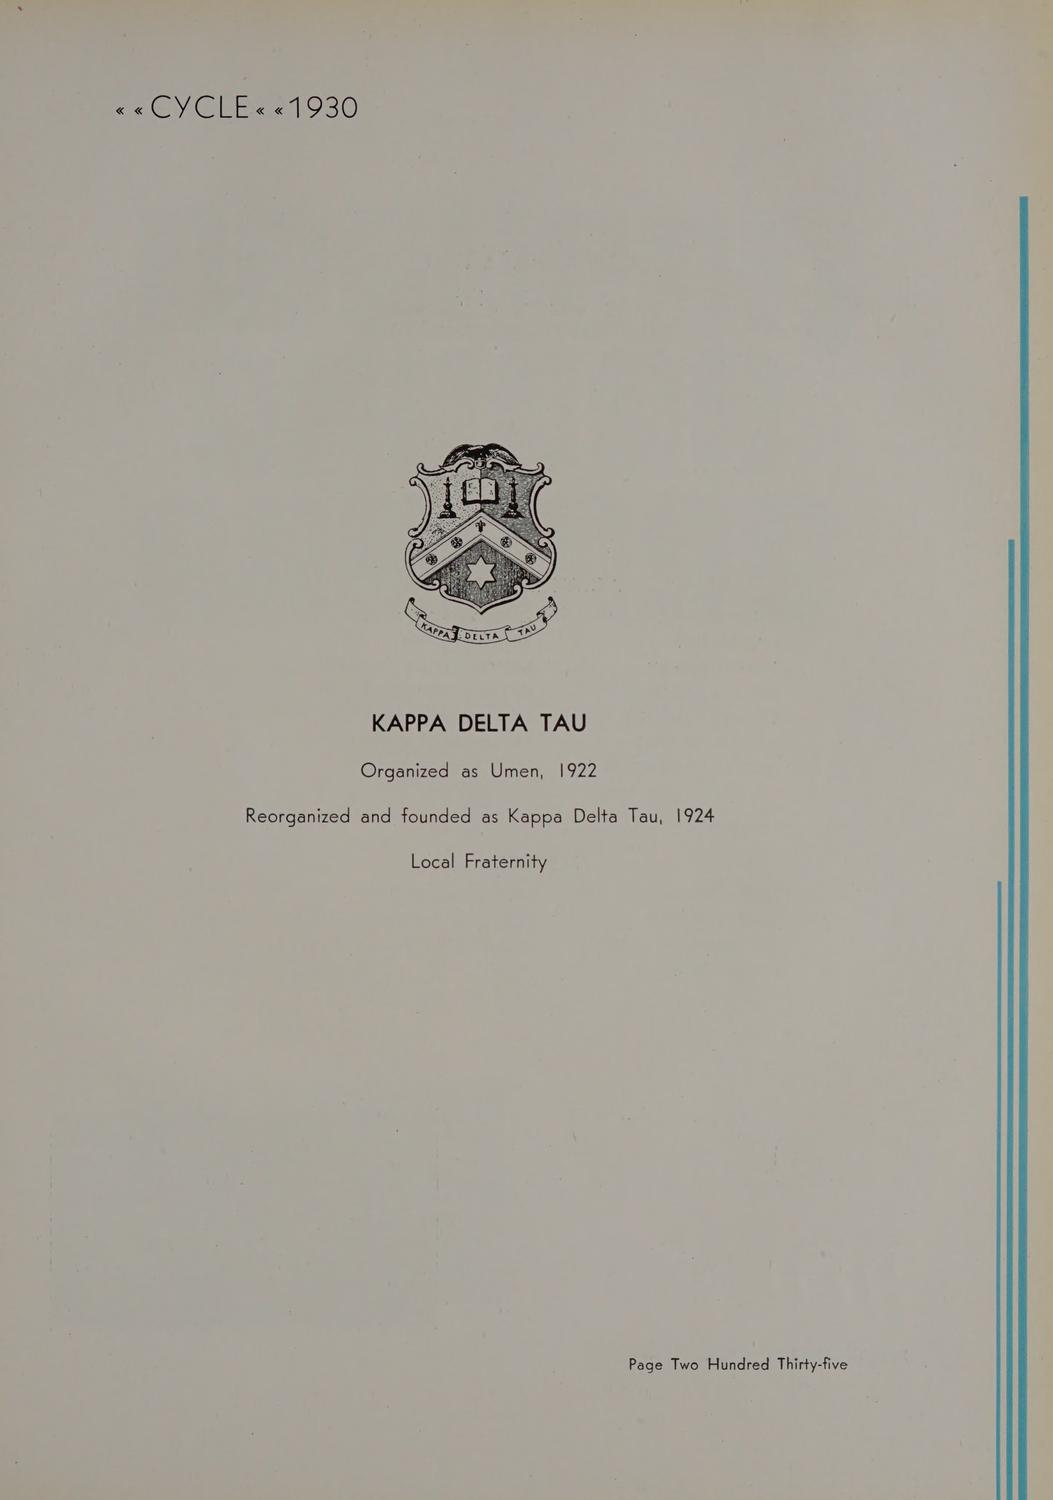 « « CYCLE « « 1930
KAPPA DELTA TAU
KAPPA DELTA TAU
Organized as Umen, 1922
Reorganized and founded as Kappa Delta Tau, 1924
Local Fraternity
Page Two Hundred Thirty-five